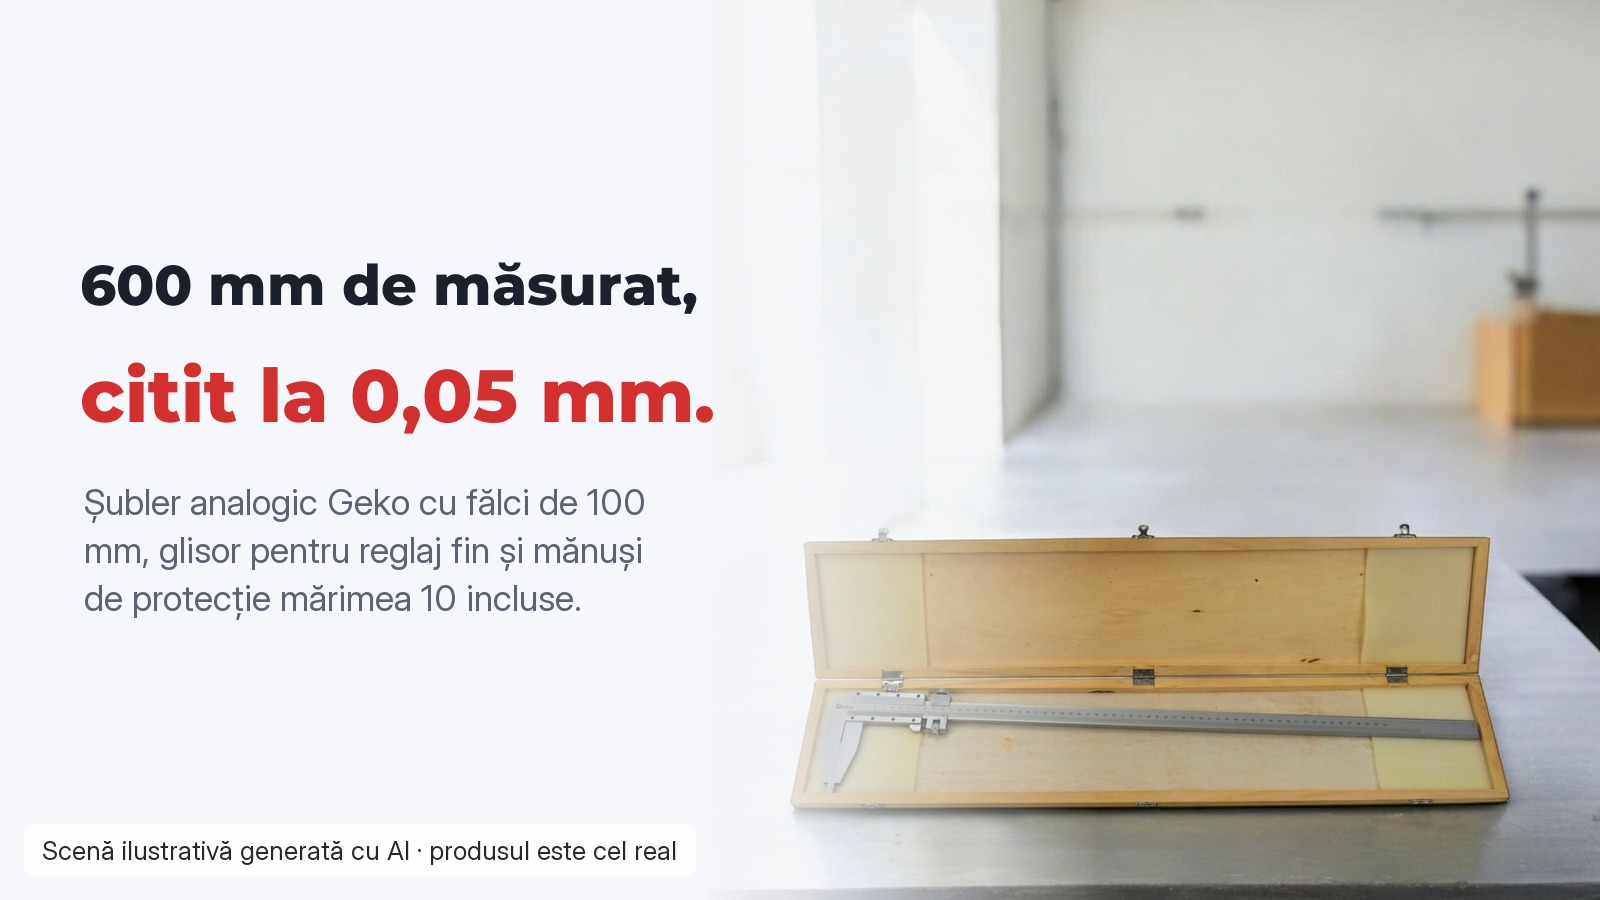 600 mm de măsurat,
citit la 0,05 mm.
Șubler analogic Geko cu fălci de 100
mm, glisor pentru reglaj fin și mănuși
de protecție mărimea 10 incluse.
Scenă ilustrativă generată cu AI · produsul este cel real